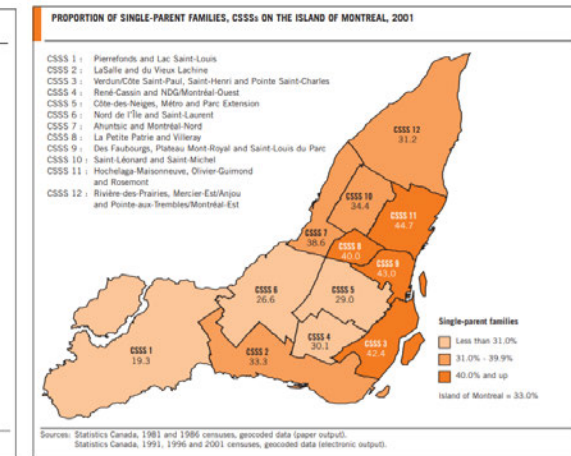 PROPORTION OF SINGLE-PARENT FAMILIES, CSSSs ON THE ISLAND OF MONTREAL, 2001
CSSS 1 : Pierrefonds and Lac Saint-Louis
CSSS 2 : LaSalle and du Vieux Lachine
CSSS 3 : Verdun/Côte Saint-Paul, Saint-Henri and Pointe Saint-Charles
CSSS 4 : René-Cassin and NDG/Montréal-Ouest
CSSS 5 : Côte-des-Neiges, Métro and Parc Extension
CSSS 6 : Nord de l'Île and Saint-Laurent
CSSS 7 : Ahuntsic and Montréal-Nord
CSSS 8 : La Petite Patrie and Villeray
CSSS 9 : Des Faubourgs, Plateau Mont-Royal and Saint-Louis du Parc
CSSS 10 : Saint-Léonard and Saint-Michel
CSSS 11 : Hochelaga-Maisonneuve, Olivier-Guimond
and Rosemont
CSSS 12 : Rivière-des-Prairies, Mercier-Est/Anjou
and Pointe-aux-Trembles/Montréal-Est
CSSS 12
31.2
CSSS 10
34.4
CSSS 11
44.7
CSSS 7
38.6
CSSS 8
40.0
CSSS 9
43.0
CSSS 6
26.6
CSSS 5
29.0
CSSS 4
30.1
CSSS 3
42.4
CSSS 1
19.3
CSSS 2
33.3
Single-parent families
Less than 31.0%
31.0% - 39.9%
40.0% and up
Island of Montreal = 33.0%
Sources: Statistics Canada, 1981 and 1986 censuses, geocoded data (paper output).
Statistics Canada, 1991, 1996 and 2001 censuses, geocoded data (electronic output).